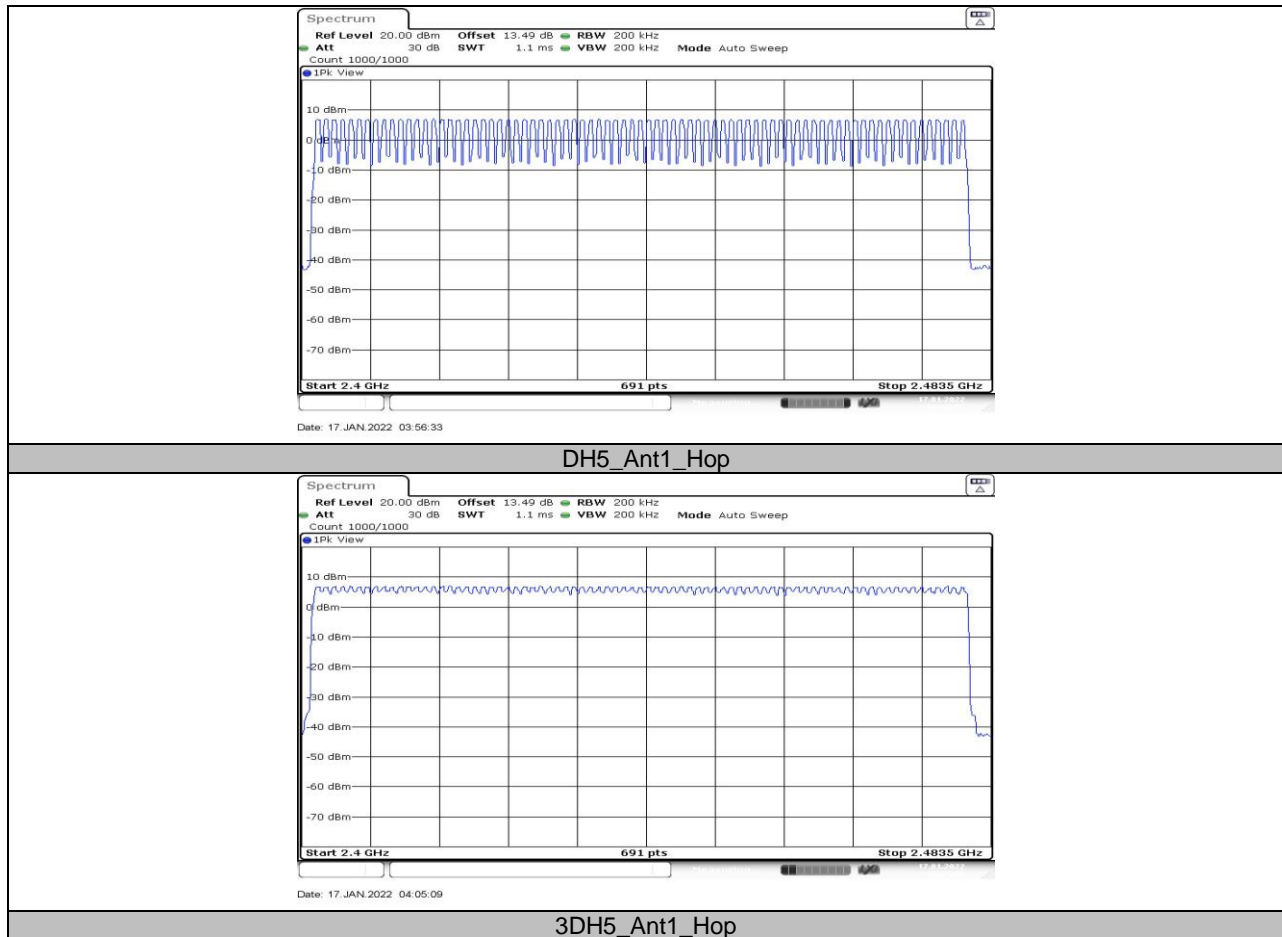 Spectrum
Ref Level 20.00 dBm Offset 13.49 dB RBW 200 kHz
Att 30 dB SWT 1.1 ms VBW 200 kHz Mode Auto Sweep
Count 1000/1000
1Pk View
10 dBm
0 dBm
-10 dBm
-20 dBm
-30 dBm
-40 dBm
-50 dBm
-60 dBm
-70 dBm
Start 2.4 GHz 691 pts Stop 2.4835 GHz
Date: 17.JAN.2022 03:56:33
DH5_Ant1_Hop
Spectrum
Ref Level 20.00 dBm Offset 13.49 dB RBW 200 kHz
Att 30 dB SWT 1.1 ms VBW 200 kHz Mode Auto Sweep
Count 1000/1000
1Pk View
10 dBm
0 dBm
-10 dBm
-20 dBm
-30 dBm
-40 dBm
-50 dBm
-60 dBm
-70 dBm
Start 2.4 GHz 691 pts Stop 2.4835 GHz
Date: 17.JAN.2022 04:05:09
3DH5_Ant1_Hop